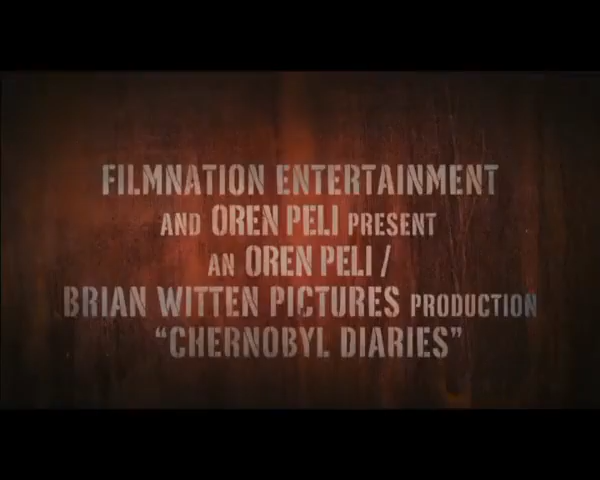 FILMNATION ENTERTAINMENT
AND OREN PELI PRESENT
AN OREN PELI /
BRIAN WITTEN PICTURES PRODUCTION
“CHERNOBYL DIARIES”